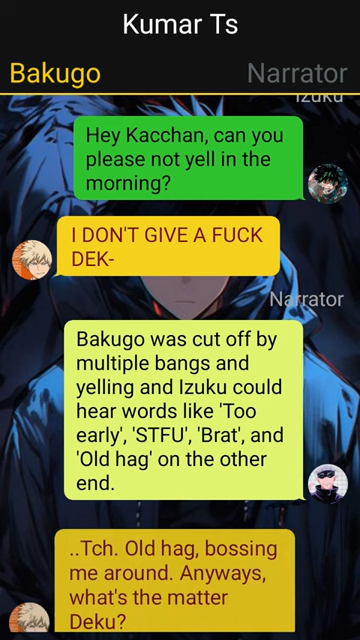 Kumar Ts
Bakugo
Narrator
Izuku
Hey Kacchan, can you
please not yell in the
morning?
I DON'T GIVE A FUCK
DEK-
Narrator
Bakugo was cut off by
multiple bangs and
yelling and Izuku could
hear words like 'Too
early', 'STFU', 'Brat', and
'Old hag' on the other
end.
..Tch. Old hag, bossing
me around. Anyways,
what's the matter
Deku?